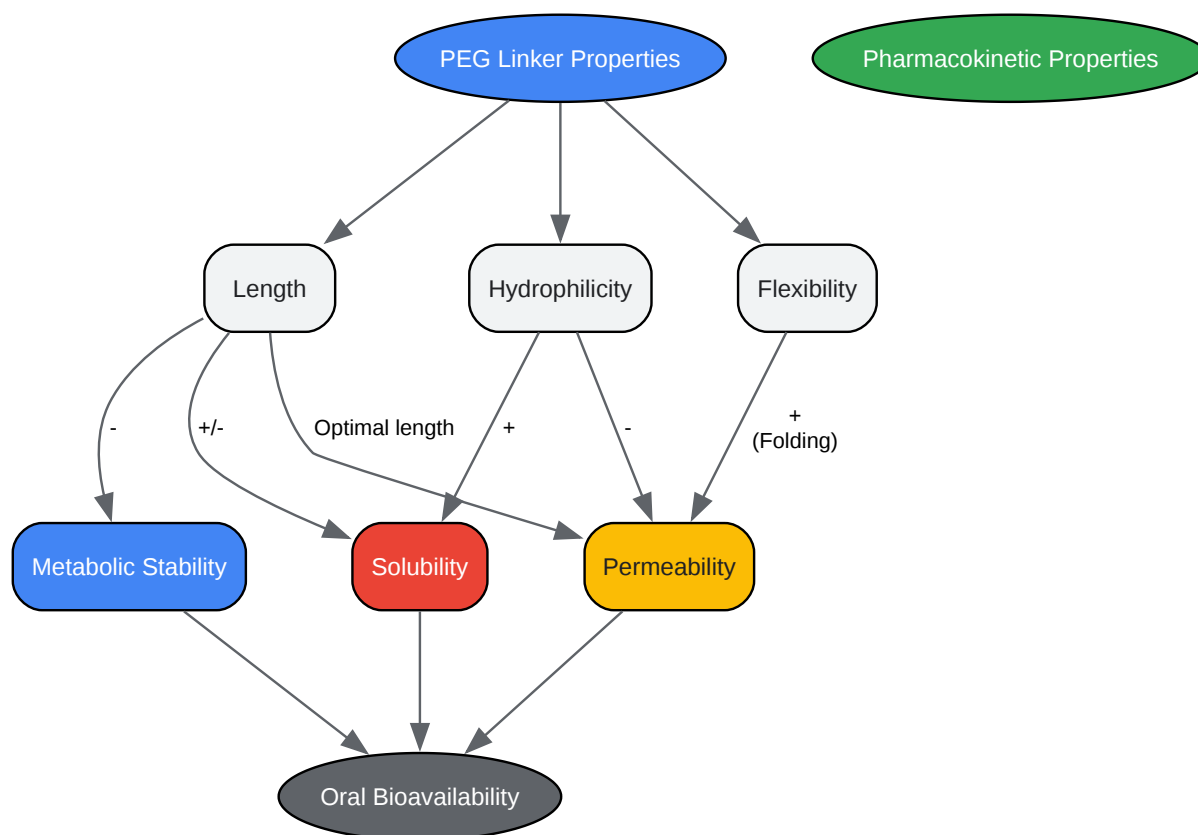 PEG Linker Properties
Pharmacokinetic Properties
Length
Hydrophilicity
Flexibility
-
+/-
Optimal length
+
-
+
(Folding)
Metabolic Stability
Solubility
Permeability
Oral Bioavailability